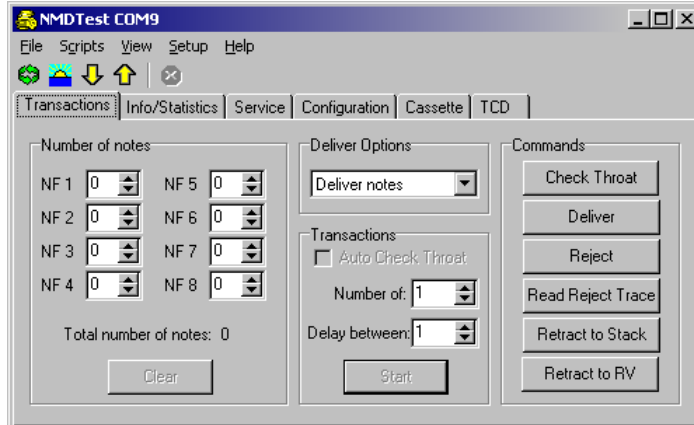 NMDTest COM9
File Scripts View Setup Help
Transactions Info/Statistics Service Configuration Cassette TCD
Number of notes
NF 1 0 NF 5 0
NF 2 0 NF 6 0
NF 3 0 NF 7 0
NF 4 0 NF 8 0
Total number of notes: 0
Clear
Deliver Options
Deliver notes
Transactions
Auto Check Throat
Number of: 1
Delay between: 1
Start
Commands
Check Throat
Deliver
Reject
Read Reject Trace
Retract to Stack
Retract to RV